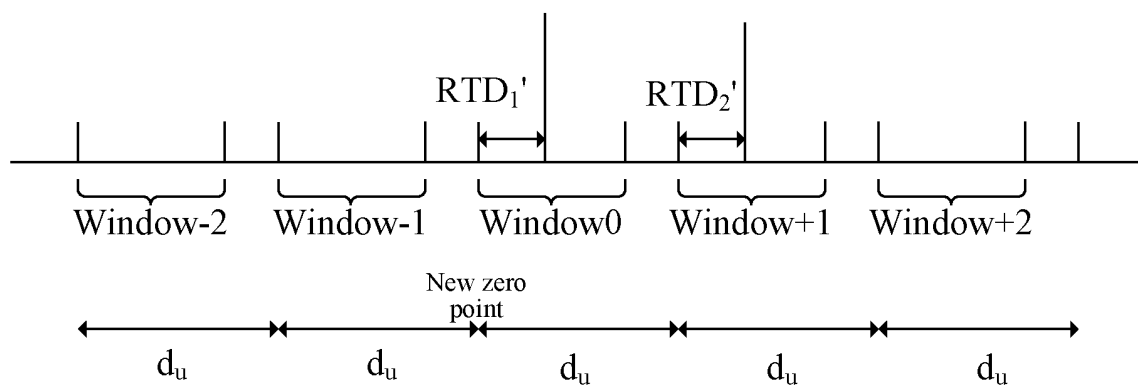 RTD₁' RTD₂'
Window-2 Window-1 Window0 Window+1 Window+2
New zero
point
dᵤ dᵤ dᵤ dᵤ dᵤ